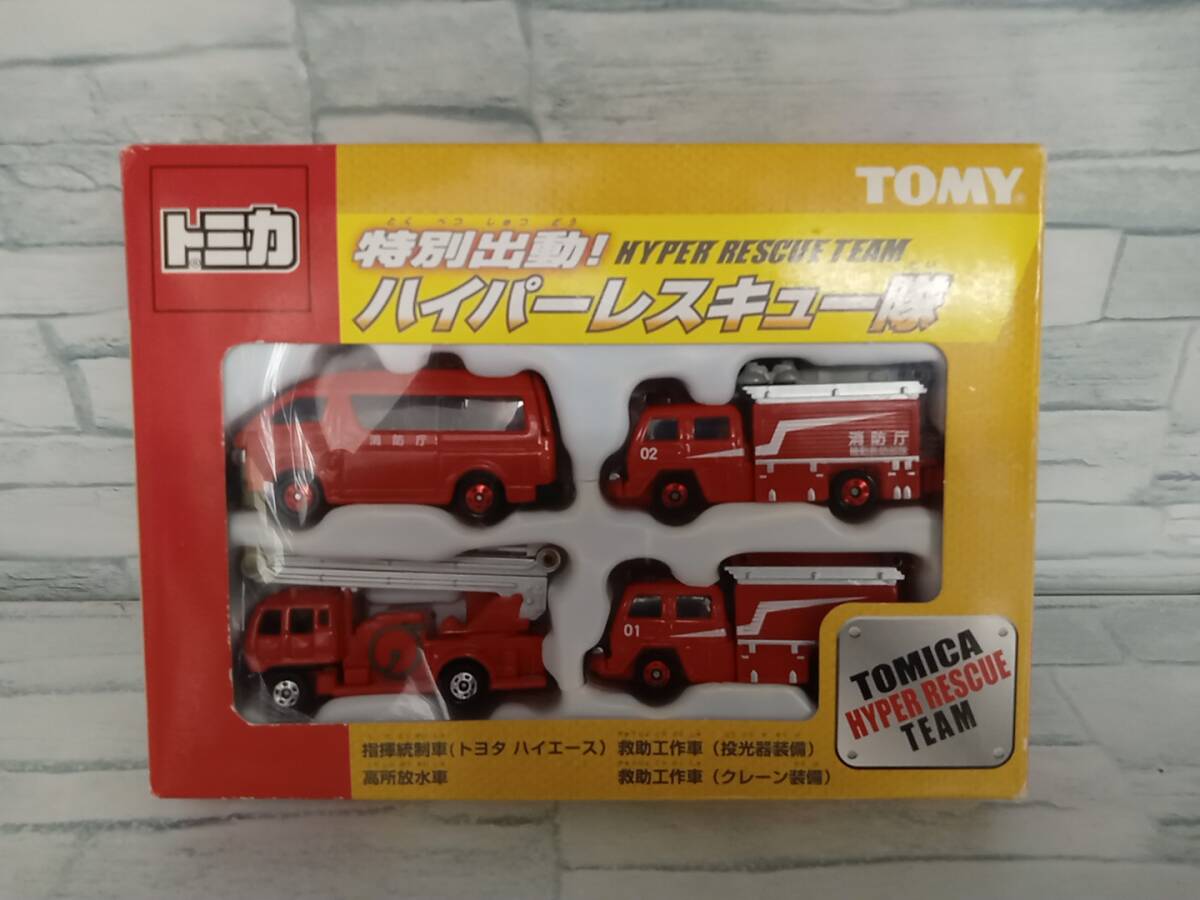 トミカ
TOMY
とく べつ しゅつ どう
特別出動! HYPER RESCUE TEAM
ハイパーレスキュー隊
消防庁
02
消防庁
01
TOMICA
HYPER RESCUE
TEAM
指揮統制車(トヨタ ハイエース) 救助工作車(投光器装備)
高所放水車 救助工作車(クレーン装備)